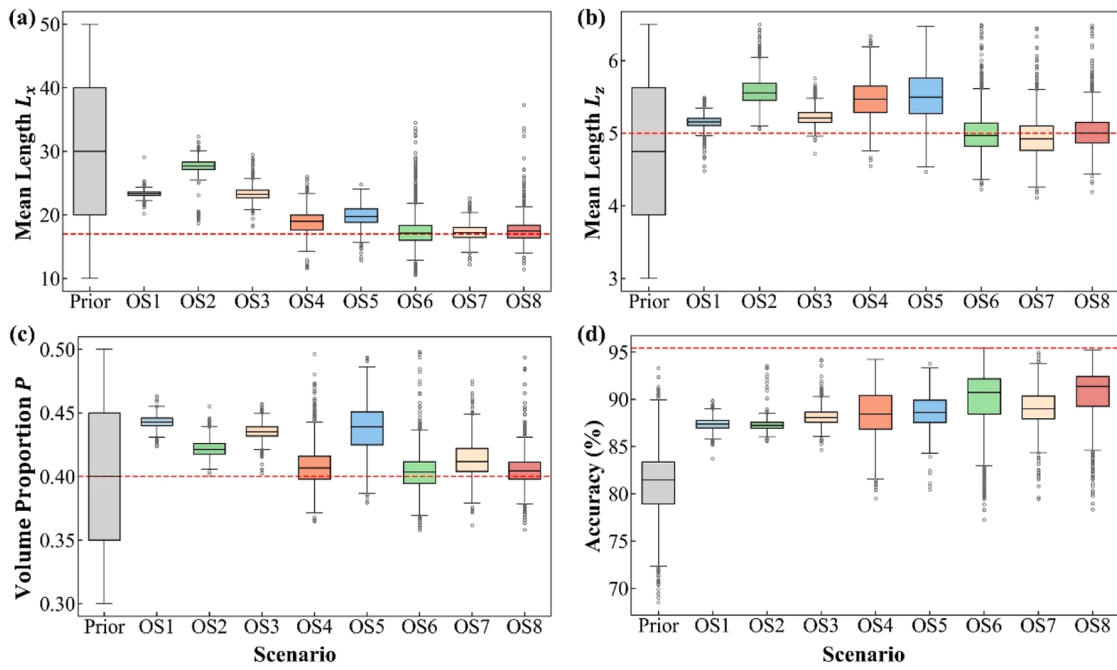 (a)
Mean Length Lx
50
40
30
20
10
Prior OS1 OS2 OS3 OS4 OS5 OS6 OS7 OS8
(b)
Mean Length Lz
6
5
4
3
Prior OS1 OS2 OS3 OS4 OS5 OS6 OS7 OS8
(c)
Volume Proportion P
0.50
0.45
0.40
0.35
0.30
Prior OS1 OS2 OS3 OS4 OS5 OS6 OS7 OS8
Scenario
(d)
Accuracy (%)
95
90
85
80
75
70
Prior OS1 OS2 OS3 OS4 OS5 OS6 OS7 OS8
Scenario